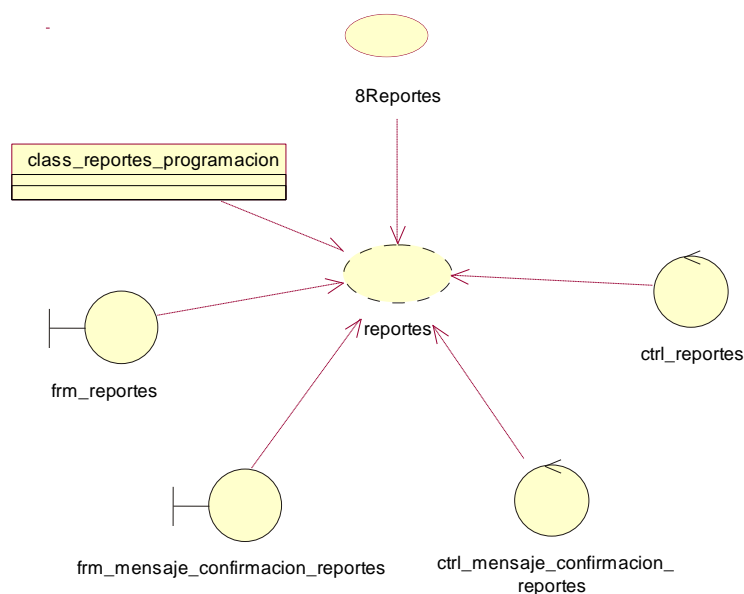 8Reportes
class_reportes_programacion
reportes
ctrl_reportes
frm_reportes
frm_mensaje_confirmacion_reportes
ctrl_mensaje_confirmacion_
reportes